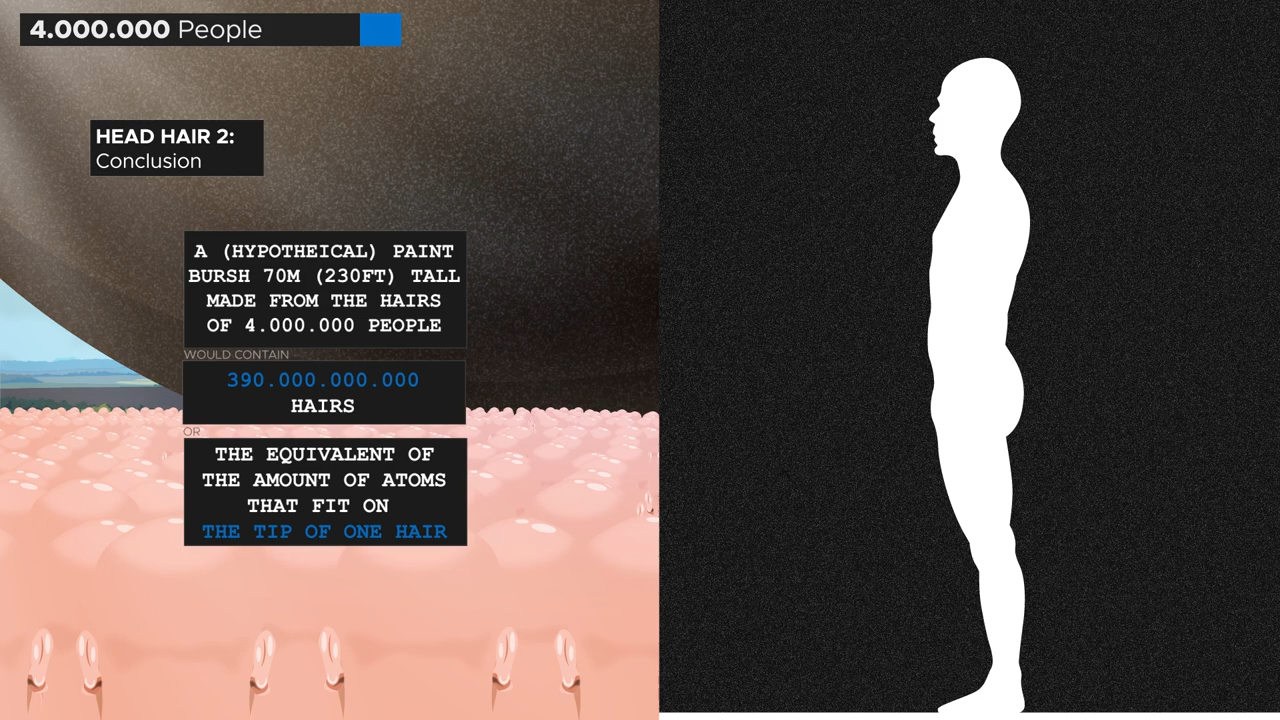 4.000.000 People
HEAD HAIR 2:
Conclusion
A (HYPOTHEICAL) PAINT
BURSH 70M (230FT) TALL
MADE FROM THE HAIRS
OF 4.000.000 PEOPLE
WOULD CONTAIN
390.000.000.000
HAIRS
OR
THE EQUIVALENT OF
THE AMOUNT OF ATOMS
THAT FIT ON
THE TIP OF ONE HAIR